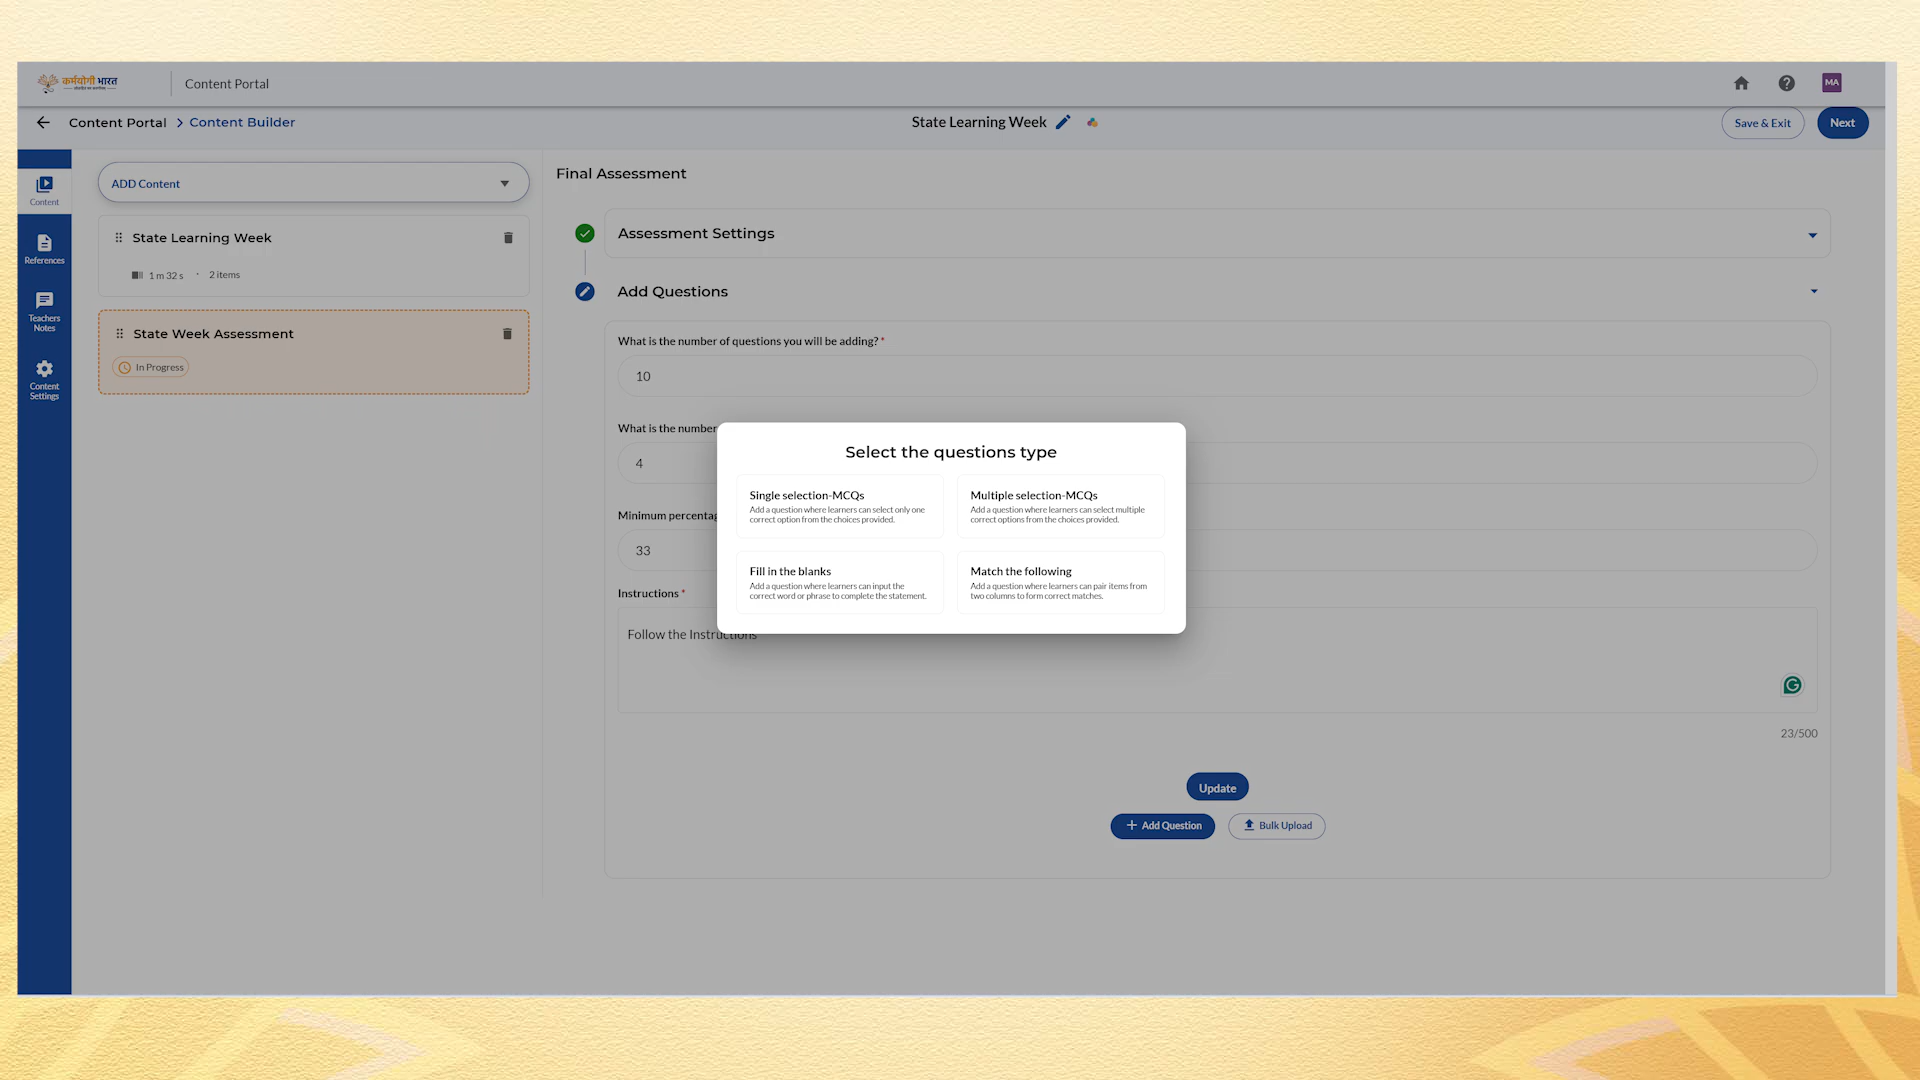 कर्मयोगी भारत
Content Portal
MA
Content Portal > Content Builder
State Learning Week
Save & Exit
Next
Content
References
Teachers
Notes
Content
Settings
ADD Content
State Learning Week
1 m 32 s · 2 items
State Week Assessment
In Progress
Final Assessment
Assessment Settings
Add Questions
What is the number of questions you will be adding? *
10
What is the number
4
Minimum
33
Instructions *
Follow the Instructions
23/500
Update
+ Add Question
Bulk Upload
Select the questions type
Single selection-MCQs
Add a question where learners can select only one
correct option from the choices provided.
Multiple selection-MCQs
Add a question where learners can select multiple
correct options from the choices provided.
Fill in the blanks
Add a question where learners can input the
correct word or phrase to complete the statement.
Match the following
Add a question where learners can pair items from
two columns to form correct matches.